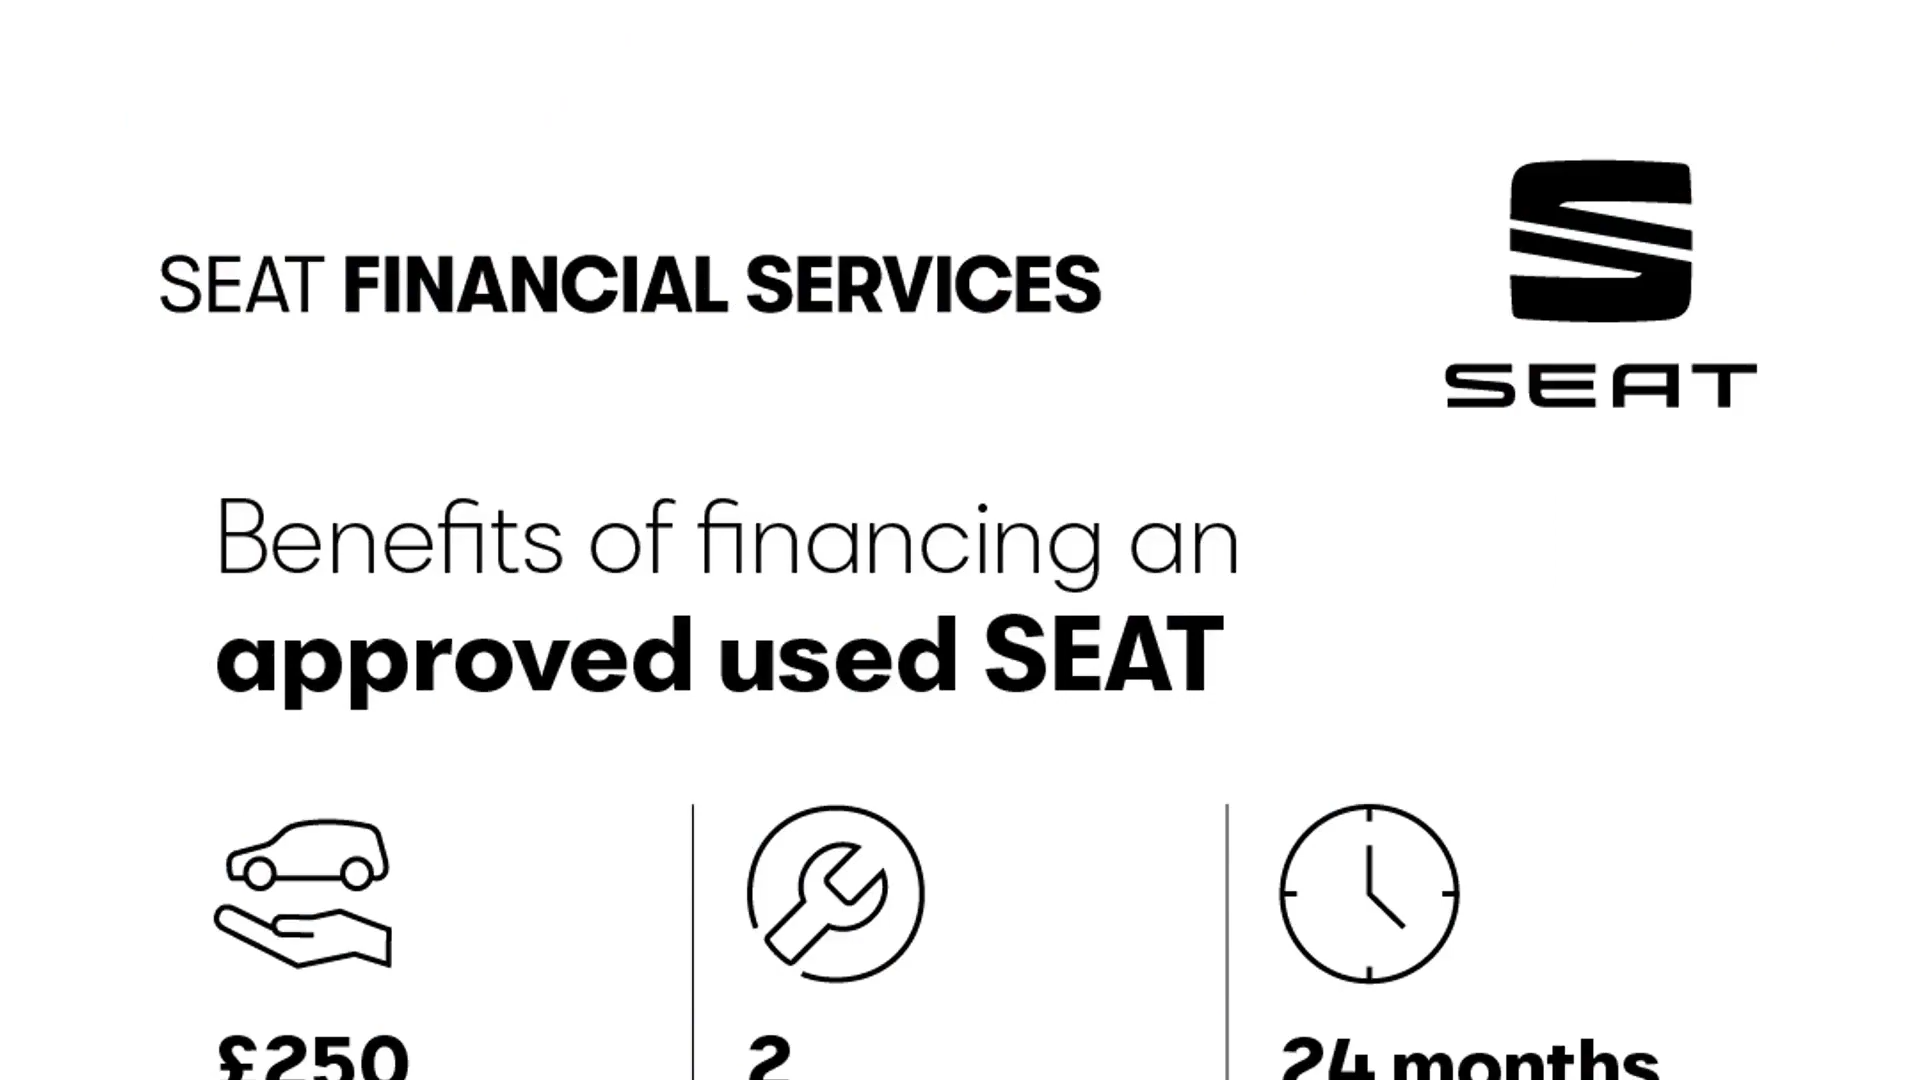 SEAT FINANCIAL SERVICES
SEAT
Benefits of financing an
approved used SEAT
£250
2
24 months